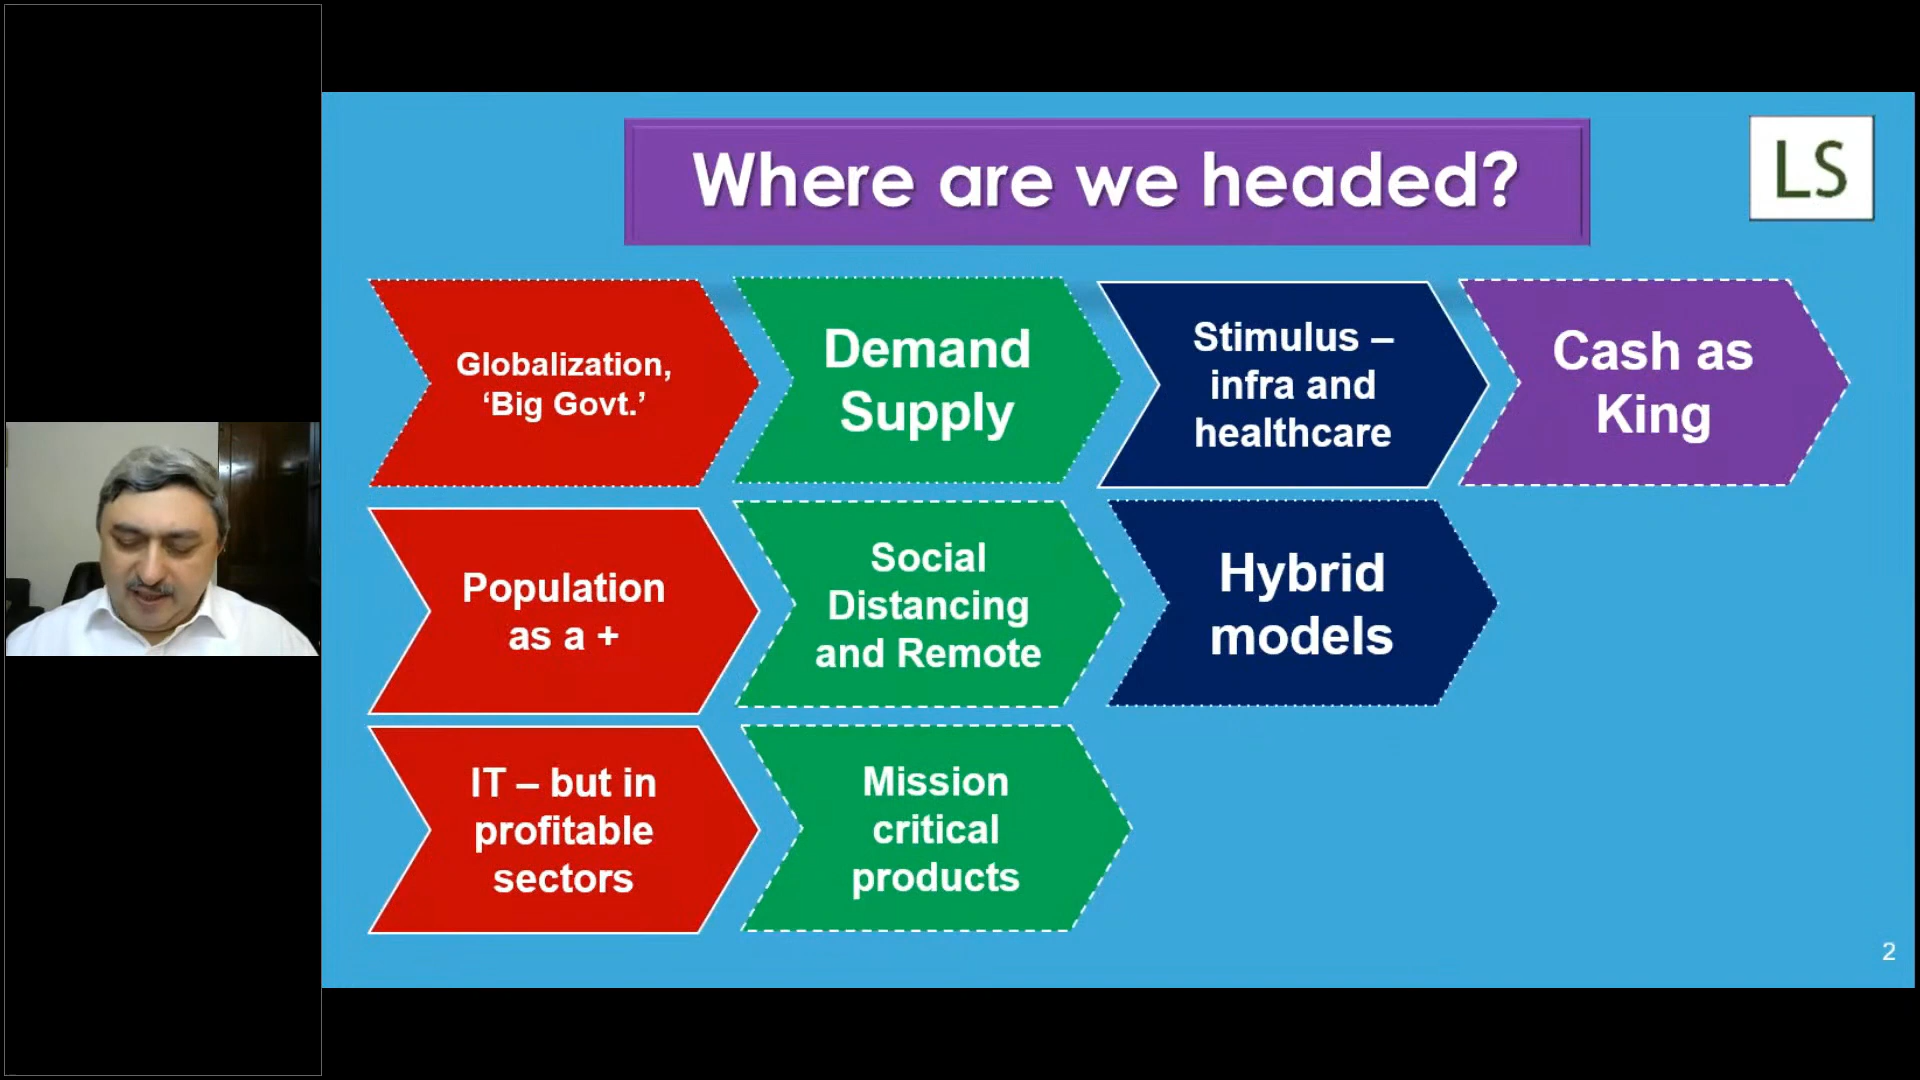 Where are we headed?
LS
Globalization,
‘Big Govt.’
Demand
Supply
Stimulus –
infra and
healthcare
Cash as
King
Population
as a +
Social
Distancing
and Remote
Hybrid
models
IT – but in
profitable
sectors
Mission
critical
products
2